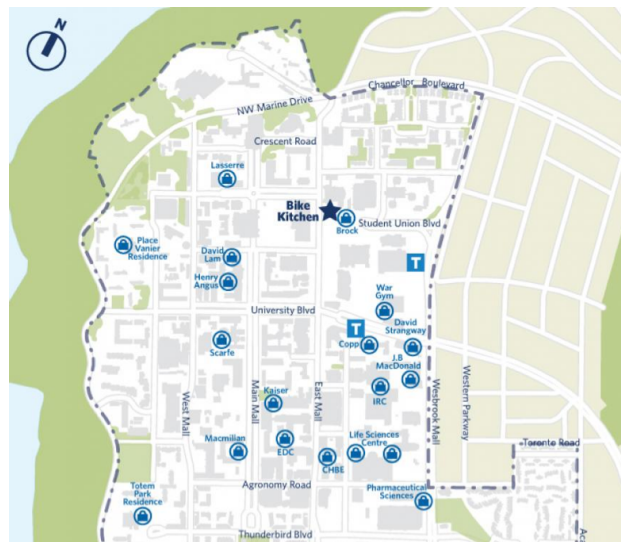 N
Chancellor Boulevard
NW Marine Drive
Crescent Road
Lasserre
Bike
Kitchen
Brock
Student Union Blvd
Place
Vanier
Residence
David
Lam
Henry
Angus
T
War
Gym
University Blvd
T
David
Strangway
Scarfe
Copp
J.B
MacDonald
IRC
Kaiser
West Mall
Main Mall
East Mall
Wesbrook Mall
Western Parkway
Macmilian
EDC
CHBE
Life Sciences
Centre
Toronto Road
Totem
Park
Residence
Agronomy Road
Pharmaceutical
Sciences
Thunderbird Blvd